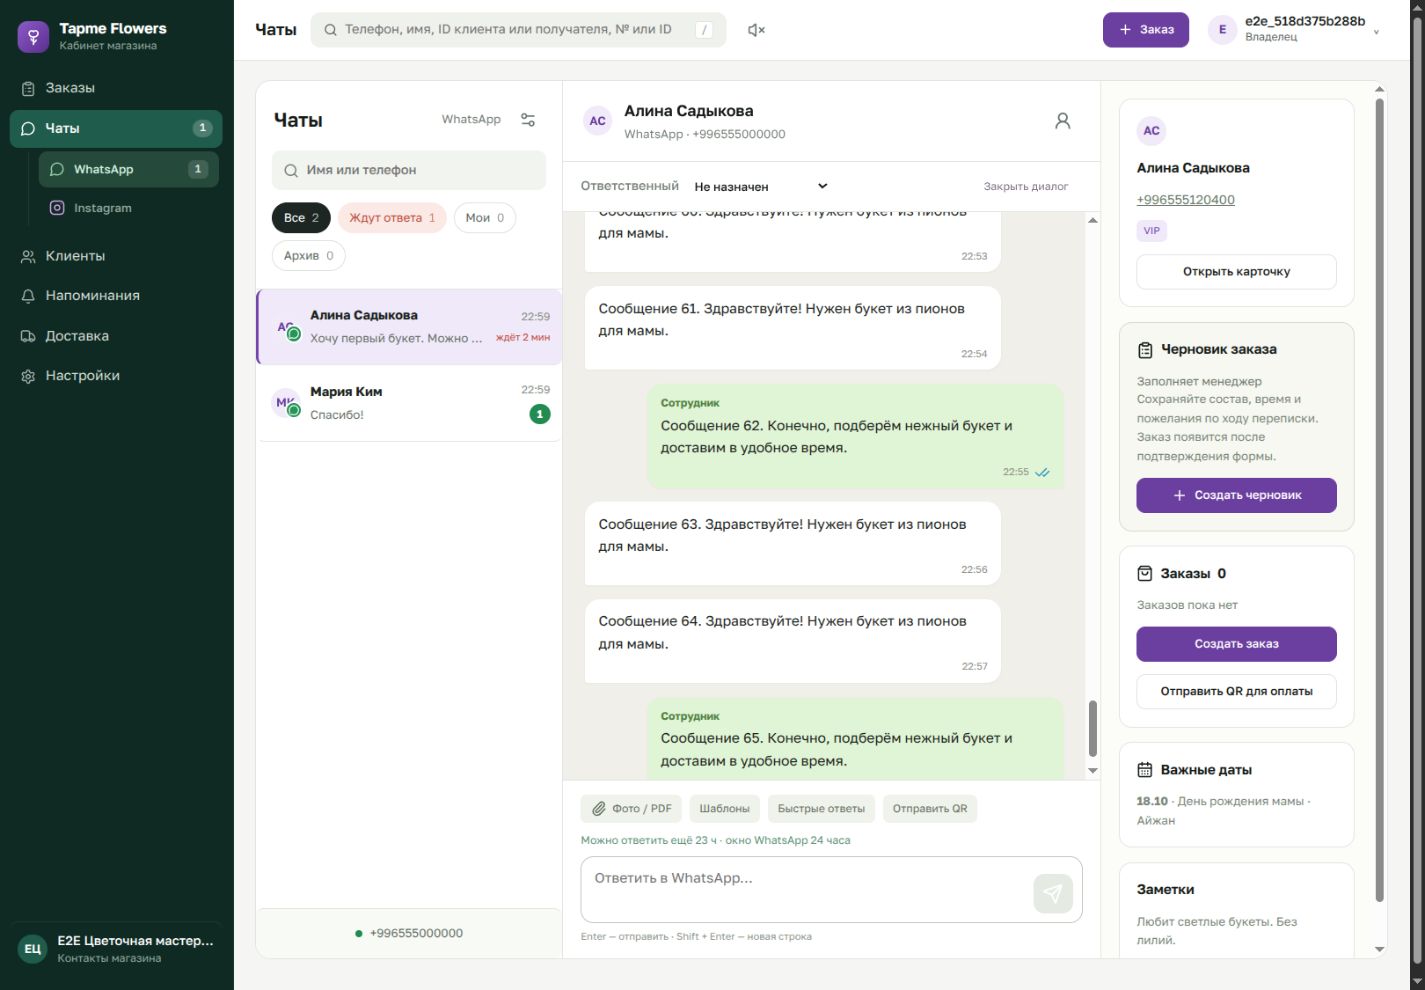 Tapme Flowers
Кабинет магазина
Заказы
Чаты 1
WhatsApp 1
Instagram
Клиенты
Напоминания
Доставка
Настройки
ЕЦ
E2E Цветочная мастер...
Контакты магазина
Чаты
Телефон, имя, ID клиента или получателя, № или ID /
+ Заказ
E
e2e_518d375b288b
Владелец
Чаты WhatsApp
Имя или телефон
Все 2 Ждут ответа 1 Мои 0
Архив 0
Алина Садыкова 22:59
Хочу первый букет. Можно ... ждёт 2 мин
Мария Ким 22:59
Спасибо! 1
+996555000000
АС
Алина Садыкова
WhatsApp · +996555000000
Ответственный Не назначен Закрыть диалог
для мамы.
22:53
Сообщение 61. Здравствуйте! Нужен букет из пионов
для мамы.
22:54
Сотрудник
Сообщение 62. Конечно, подберём нежный букет и
доставим в удобное время.
22:55
Сообщение 63. Здравствуйте! Нужен букет из пионов
для мамы.
22:56
Сообщение 64. Здравствуйте! Нужен букет из пионов
для мамы.
22:57
Сотрудник
Сообщение 65. Конечно, подберём нежный букет и
доставим в удобное время.
Фото / PDF Шаблоны Быстрые ответы Отправить QR
Можно ответить ещё 23 ч · окно WhatsApp 24 часа
Ответить в WhatsApp...
Enter — отправить · Shift + Enter — новая строка
АС
Алина Садыкова
+996555120400
VIP
Открыть карточку
Черновик заказа
Заполняет менеджер
Сохраняйте состав, время и
пожелания по ходу переписки.
Заказ появится после
подтверждения формы.
+ Создать черновик
Заказы 0
Заказов пока нет
Создать заказ
Отправить QR для оплаты
Важные даты
18.10 · День рождения мамы ·
Айжан
Заметки
Любит светлые букеты. Без
лилий.